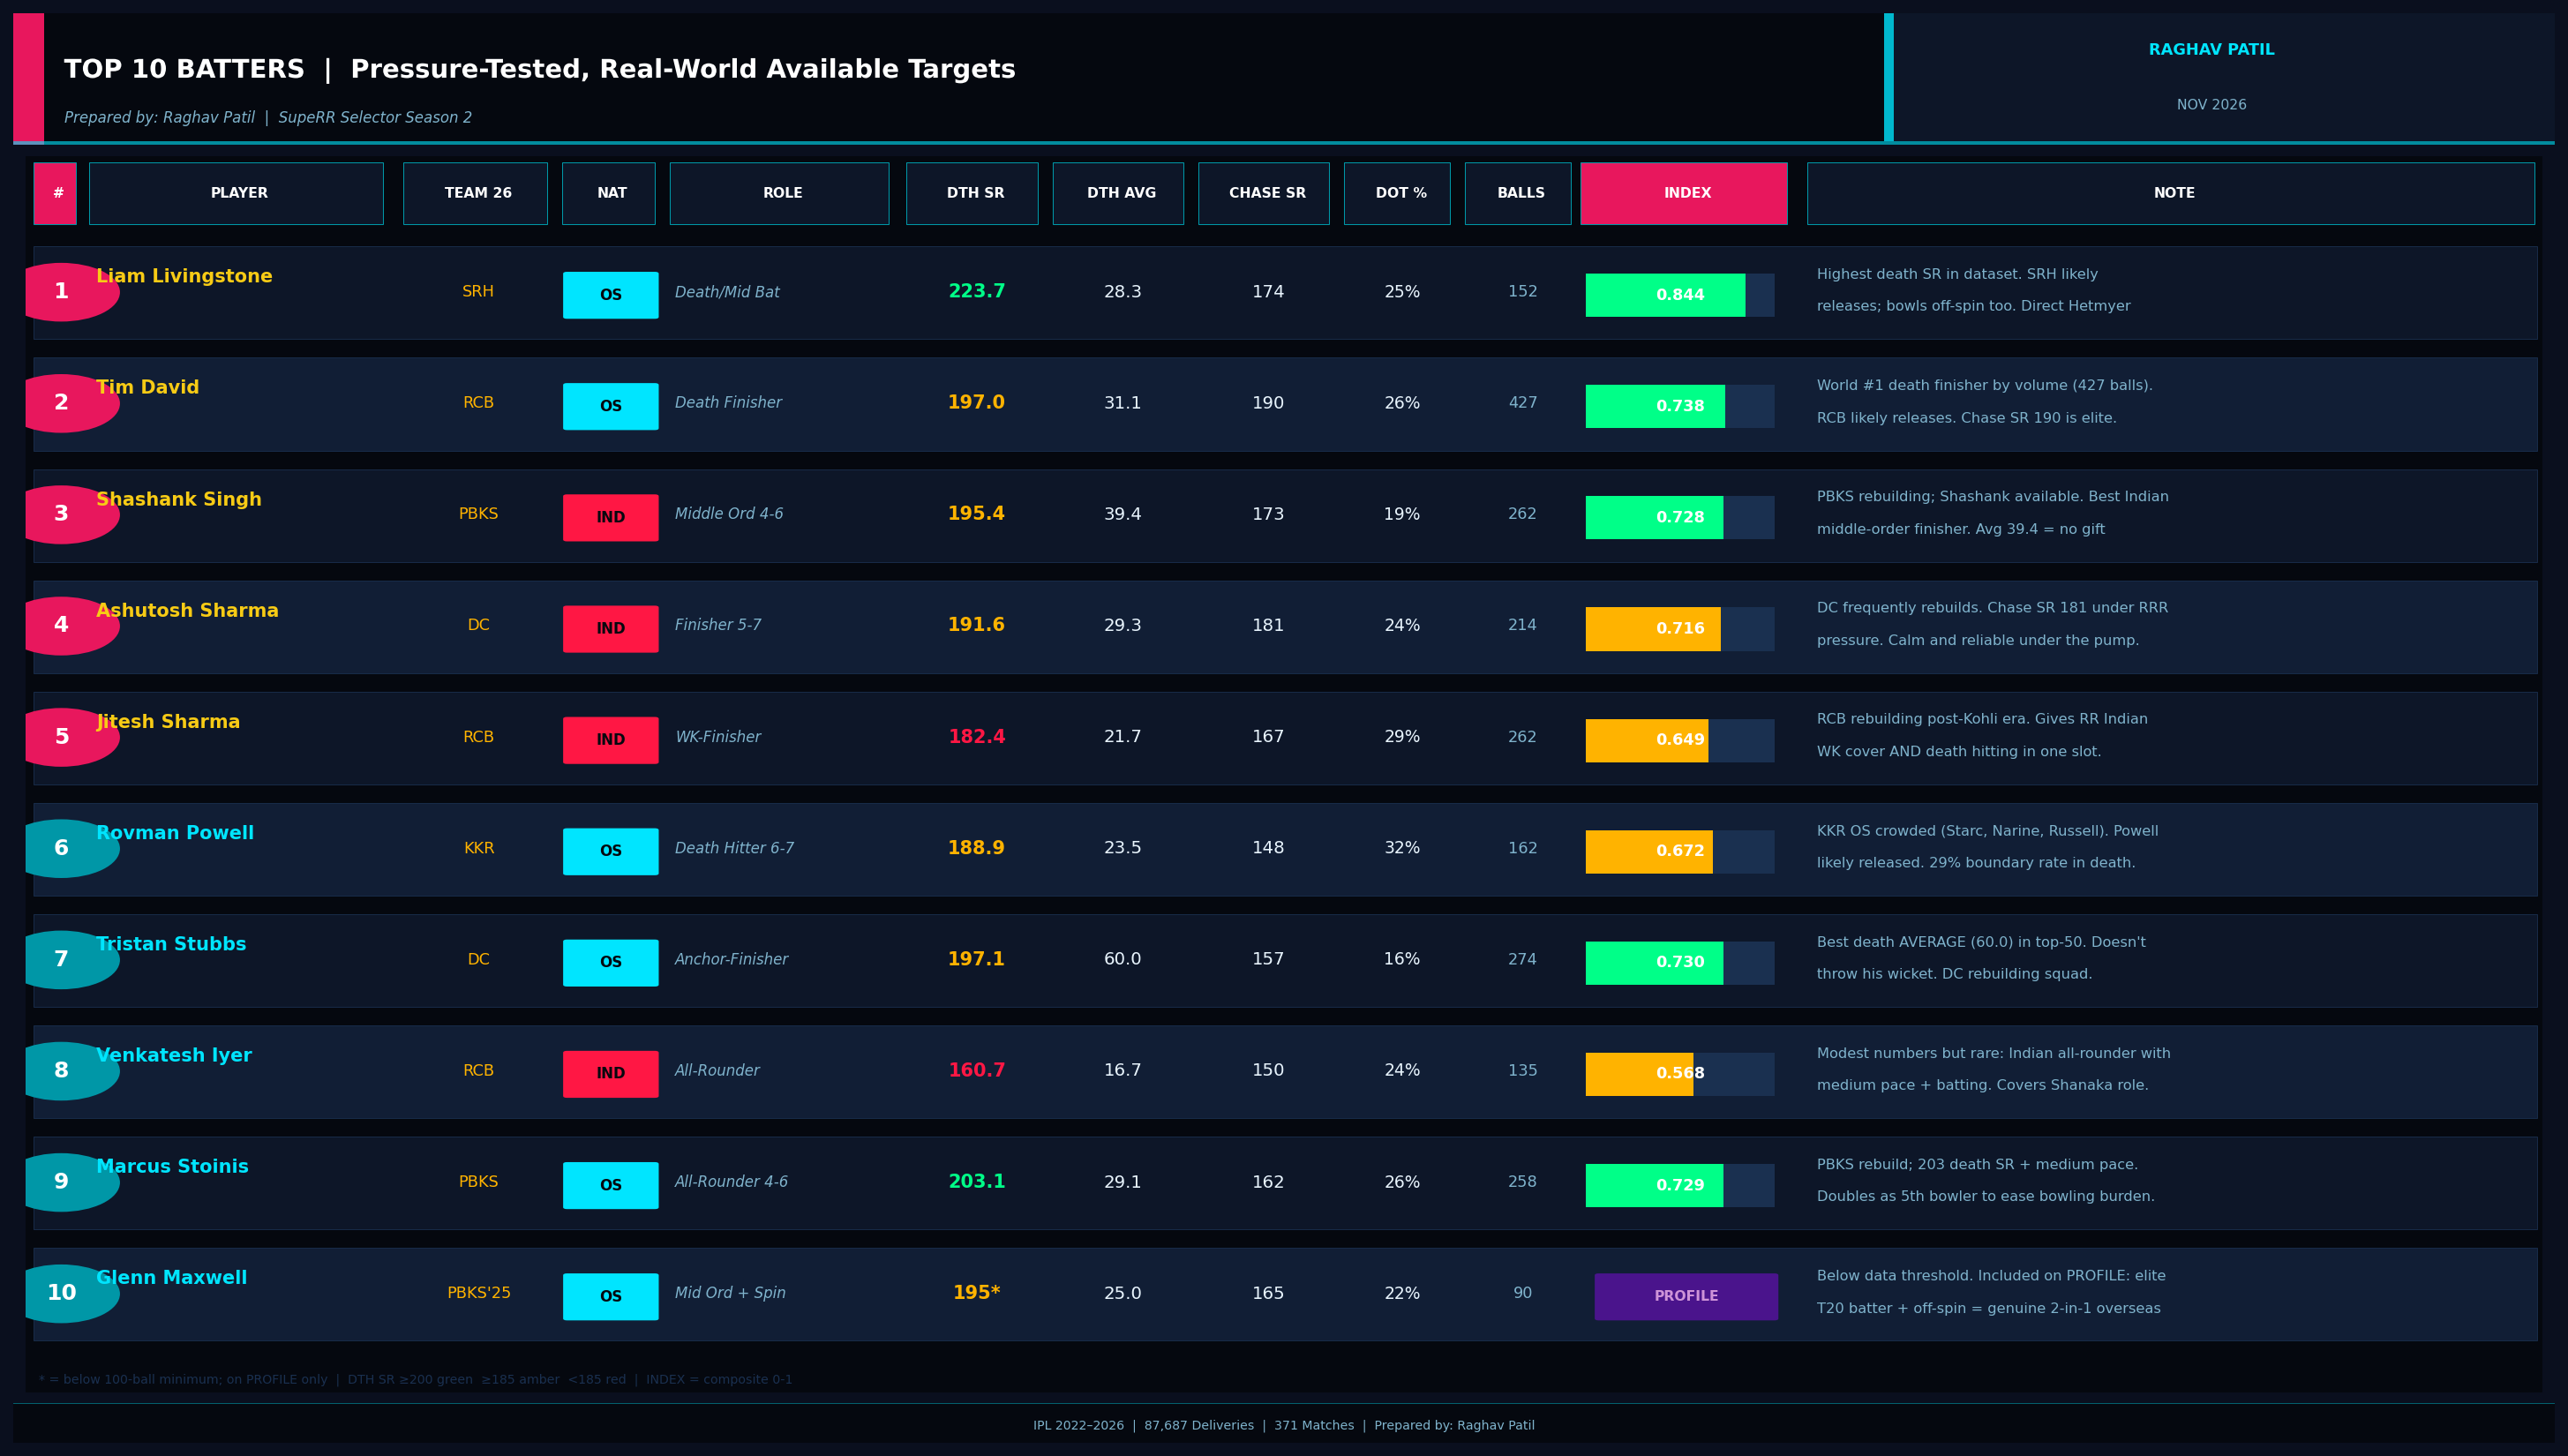 TOP 10 BATTERS | Pressure-Tested, Real-World Available Targets
Prepared by: Raghav Patil | SupeRR Selector Season 2
RAGHAV PATIL
NOV 2026
# PLAYER TEAM 26 NAT ROLE DTH SR DTH AVG CHASE SR DOT % BALLS INDEX NOTE
1 Liam Livingstone SRH OS Death/Mid Bat 223.7 28.3 174 25% 152 0.844 Highest death SR in dataset. SRH likely
releases; bowls off-spin too. Direct Hetmyer
2 Tim David RCB OS Death Finisher 197.0 31.1 190 26% 427 0.738 World #1 death finisher by volume (427 balls).
RCB likely releases. Chase SR 190 is elite.
3 Shashank Singh PBKS IND Middle Ord 4-6 195.4 39.4 173 19% 262 0.728 PBKS rebuilding; Shashank available. Best Indian
middle-order finisher. Avg 39.4 = no gift
4 Ashutosh Sharma DC IND Finisher 5-7 191.6 29.3 181 24% 214 0.716 DC frequently rebuilds. Chase SR 181 under RRR
pressure. Calm and reliable under the pump.
5 Jitesh Sharma RCB IND WK-Finisher 182.4 21.7 167 29% 262 0.649 RCB rebuilding post-Kohli era. Gives RR Indian
WK cover AND death hitting in one slot.
6 Rovman Powell KKR OS Death Hitter 6-7 188.9 23.5 148 32% 162 0.672 KKR OS crowded (Starc, Narine, Russell). Powell
likely released. 29% boundary rate in death.
7 Tristan Stubbs DC OS Anchor-Finisher 197.1 60.0 157 16% 274 0.730 Best death AVERAGE (60.0) in top-50. Doesn't
throw his wicket. DC rebuilding squad.
8 Venkatesh Iyer RCB IND All-Rounder 160.7 16.7 150 24% 135 0.568 Modest numbers but rare: Indian all-rounder with
medium pace + batting. Covers Shanaka role.
9 Marcus Stoinis PBKS OS All-Rounder 4-6 203.1 29.1 162 26% 258 0.729 PBKS rebuild; 203 death SR + medium pace.
Doubles as 5th bowler to ease bowling burden.
10 Glenn Maxwell PBKS'25 OS Mid Ord + Spin 195* 25.0 165 22% 90 PROFILE Below data threshold. Included on PROFILE: elite
T20 batter + off-spin = genuine 2-in-1 overseas
* = below 100-ball minimum; on PROFILE only | DTH SR ≥200 green ≥185 amber <185 red | INDEX = composite 0-1
IPL 2022–2026 | 87,687 Deliveries | 371 Matches | Prepared by: Raghav Patil